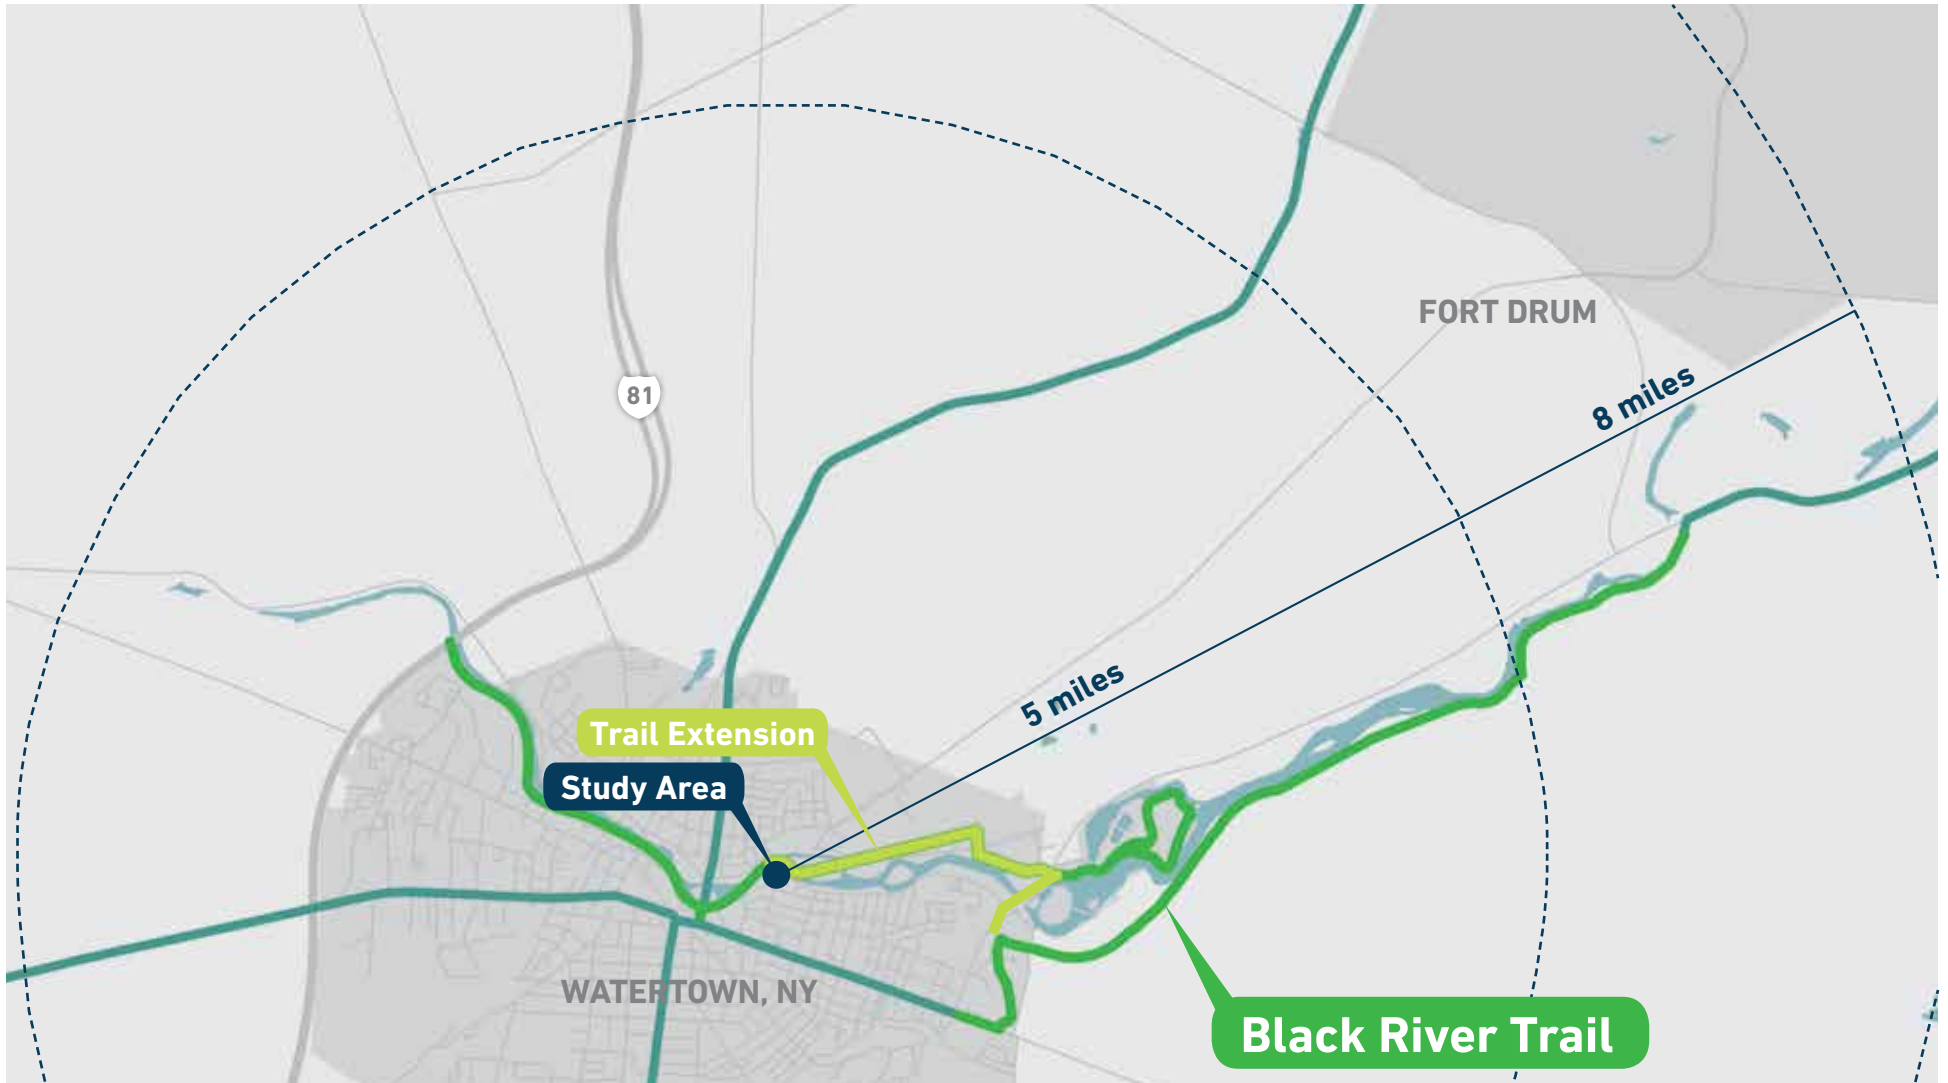 FORT DRUM
81
8 miles
5 miles
Trail Extension
Study Area
WATERTOWN, NY
Black River Trail